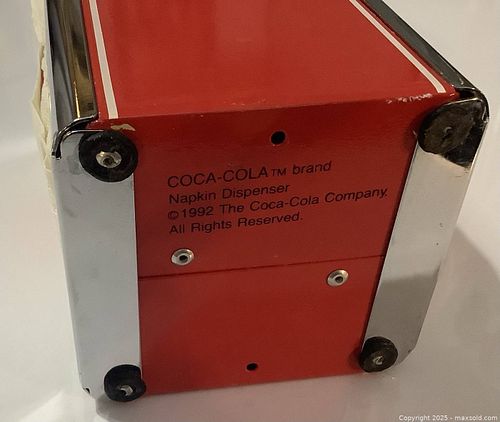 COCA-COLA™ brand
Napkin Dispenser
©1992 The Coca-Cola Company.
All Rights Reserved.
Copyright 2025 - maxsold.com